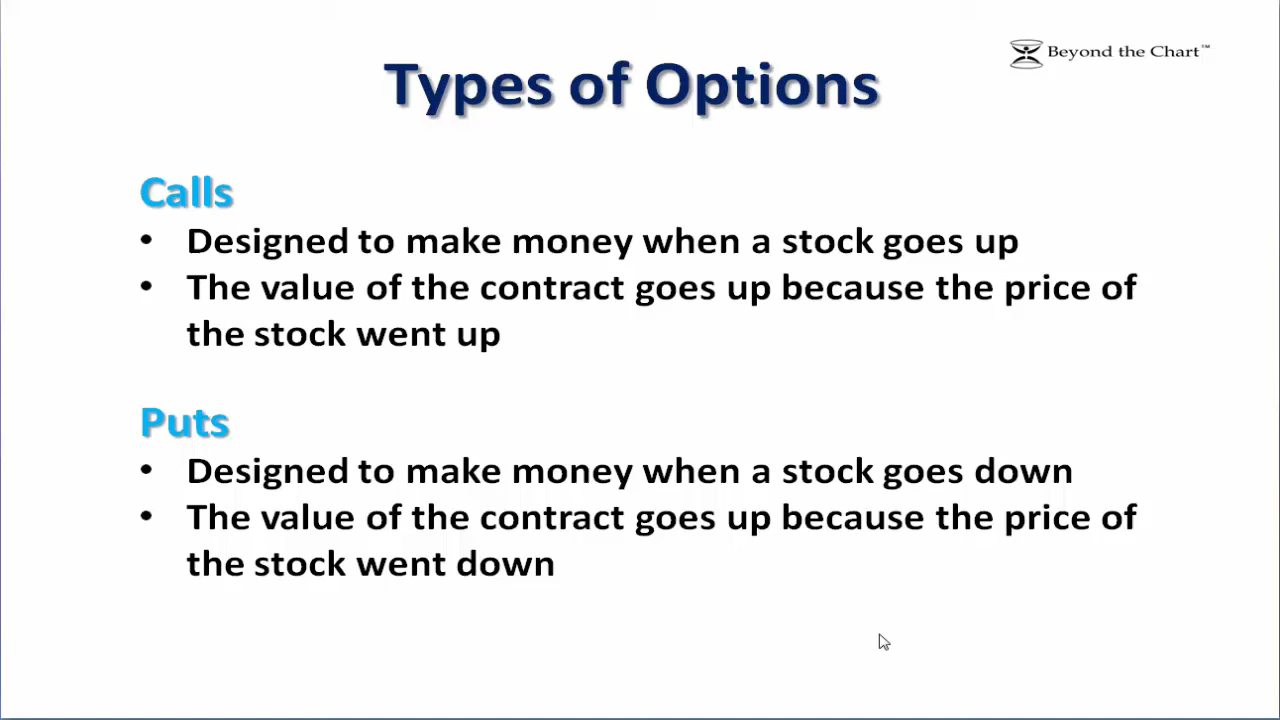 Beyond the Chart™
Types of Options
Calls
• Designed to make money when a stock goes up
• The value of the contract goes up because the price of
the stock went up
Puts
• Designed to make money when a stock goes down
• The value of the contract goes up because the price of
the stock went down